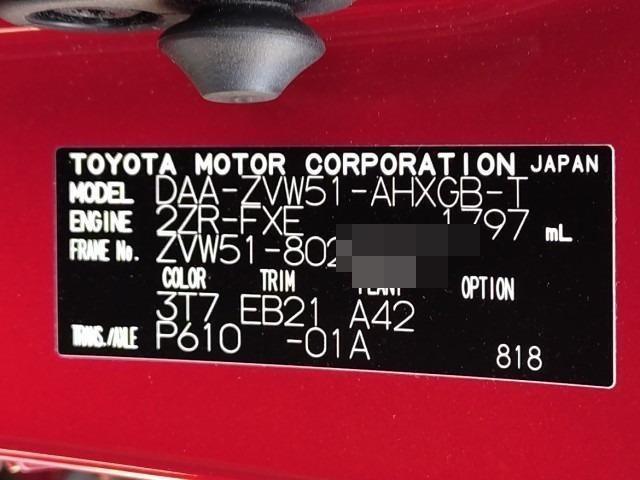 TOYOTA MOTOR CORPORATION JAPAN
MODEL DAA-ZVW51-AHXGB-T
ENGINE 2ZR-FXE 1797 mL
FRAME No. ZVW51-802
COLOR TRIM PLANT OPTION
3T7 EB21 A42
TRANS./AXLE P610 -01A
818